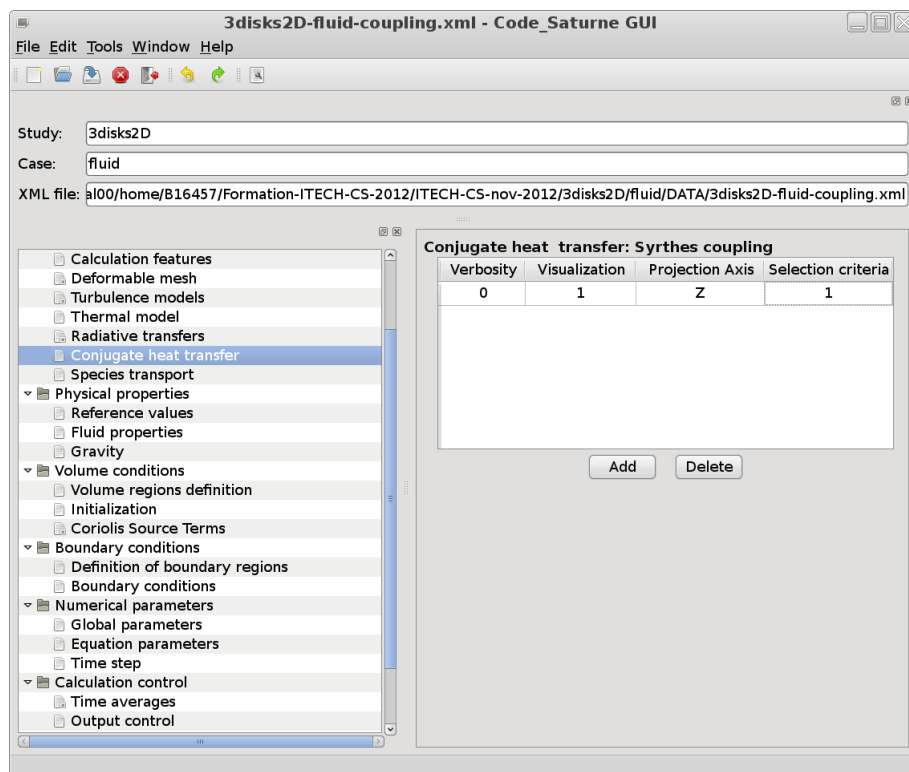 3disks2D-fluid-coupling.xml - Code_Saturne GUI
File Edit Tools Window Help
Study: 3disks2D
Case: fluid
XML file: al00/home/B16457/Formation-ITECH-CS-2012/ITECH-CS-nov-2012/3disks2D/fluid/DATA/3disks2D-fluid-coupling.xml
Calculation features
Deformable mesh
Turbulence models
Thermal model
Radiative transfers
Conjugate heat transfer
Species transport
Physical properties
Reference values
Fluid properties
Gravity
Volume conditions
Volume regions definition
Initialization
Coriolis Source Terms
Boundary conditions
Definition of boundary regions
Boundary conditions
Numerical parameters
Global parameters
Equation parameters
Time step
Calculation control
Time averages
Output control
Conjugate heat transfer: Syrthes coupling
Verbosity Visualization Projection Axis Selection criteria
0 1 Z 1
Add Delete